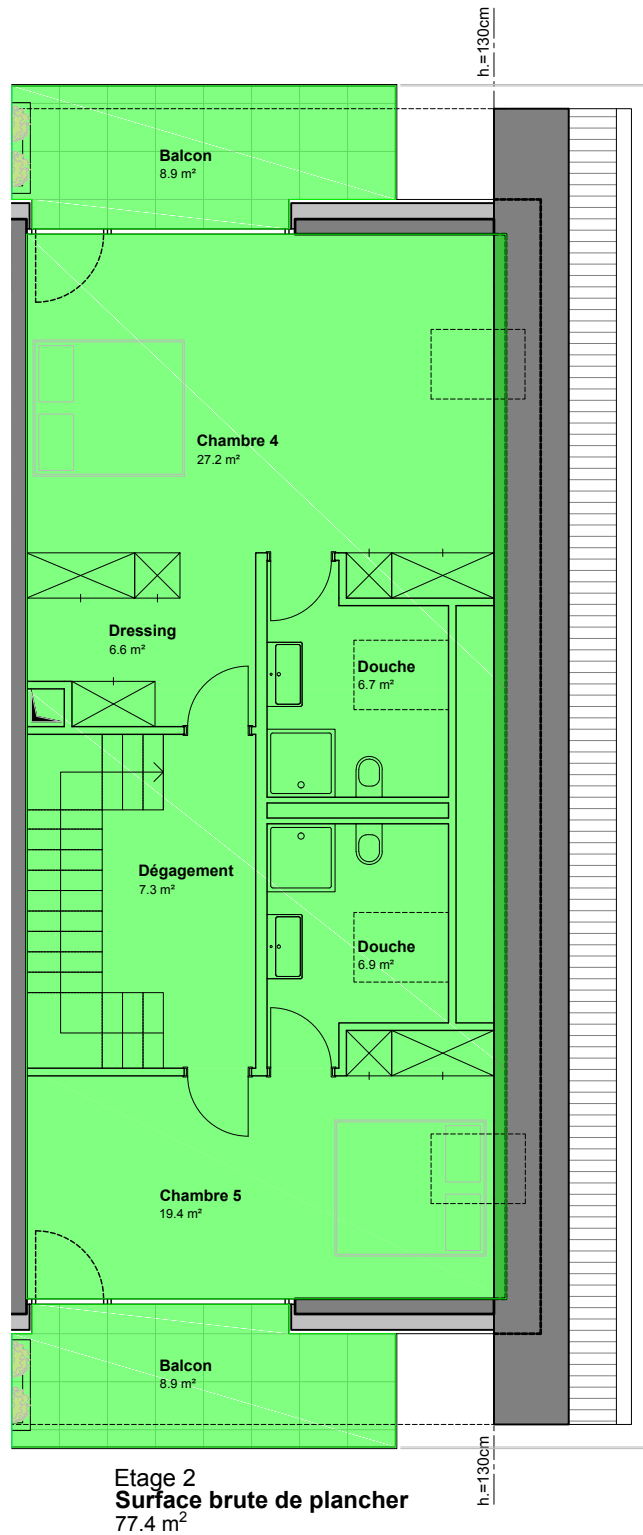 h.=130cm
Balcon
8.9 m²
Chambre 4
27.2 m²
Dressing
6.6 m²
Douche
6.7 m²
Dégagement
7.3 m²
Douche
6.9 m²
Chambre 5
19.4 m²
Balcon
8.9 m²
h.=130cm
Etage 2
Surface brute de plancher
77.4 m²